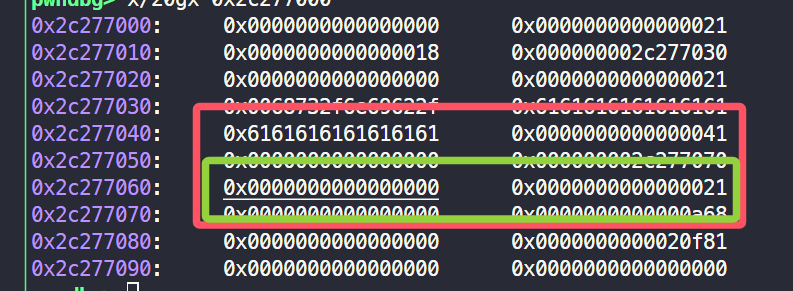 pwndbg> x/20gx 0x2c277000
0x2c277000: 0x0000000000000000 0x0000000000000021
0x2c277010: 0x0000000000000018 0x000000002c277030
0x2c277020: 0x0000000000000000 0x0000000000000021
0x2c277030: 0x0068732f6e69622f 0x6161616161616161
0x2c277040: 0x6161616161616161 0x0000000000000041
0x2c277050: 0x0000000000000000 0x000000002c277070
0x2c277060: 0x0000000000000000 0x0000000000000021
0x2c277070: 0x0000000000000000 0x0000000000000a68
0x2c277080: 0x0000000000000000 0x0000000000020f81
0x2c277090: 0x0000000000000000 0x0000000000000000